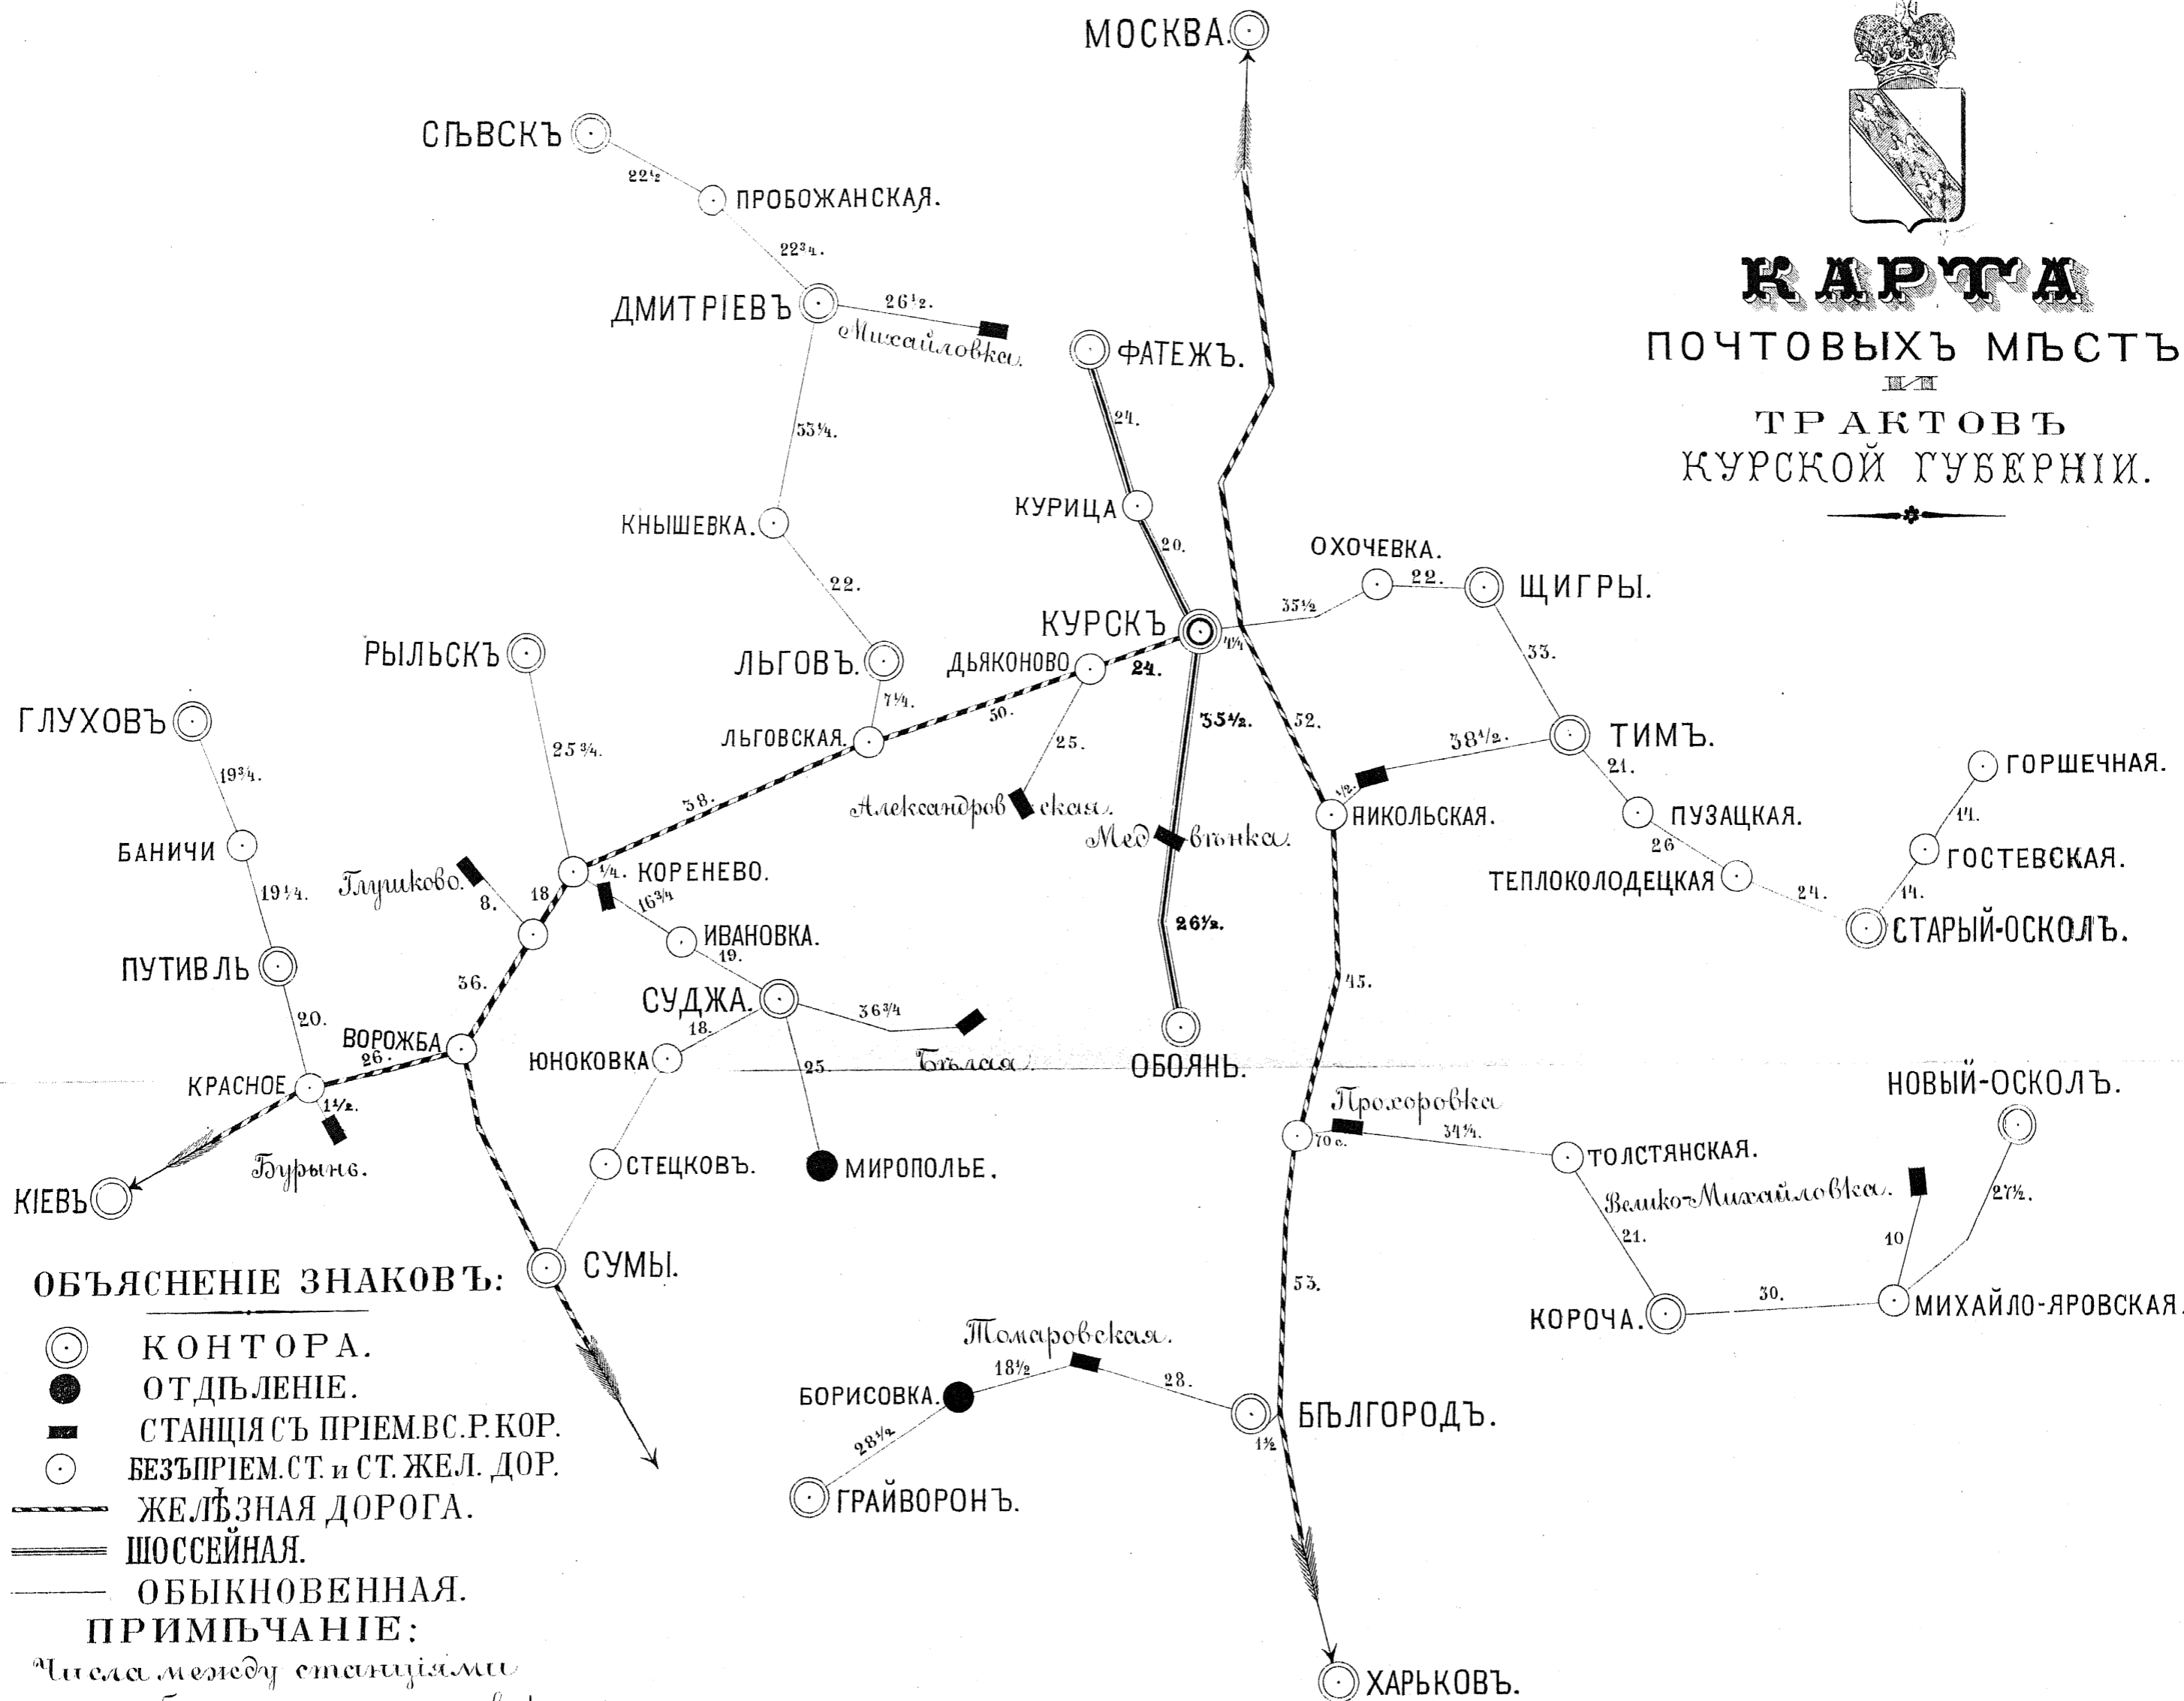 МОСКВА.
КАРТА
ПОЧТОВЫХЪ МѢСТЪ
И
ТРАКТОВЪ
КУРСКОЙ ГУБЕРНІИ.
СѢВСКЪ
22½
ПРОБОЖАНСКАЯ.
22¾.
ДМИТРІЕВЪ
26½.
Михайловка.
ФАТЕЖЪ.
24.
КУРИЦА
20.
КНЫШЕВКА.
22.
ОХОЧЕВКА.
22.
ЩИГРЫ.
35½
КУРСКЪ
33.
РЫЛЬСКЪ
ЛЬГОВЪ.
7¼.
ДЬЯКОНОВО
24.
ЛЬГОВСКАЯ.
25.
35½.
52.
38½.
ТИМЪ.
21.
ГЛУХОВЪ
19¾.
25¾.
38.
Александровская.
Медвѣнка.
½.
НИКОЛЬСКАЯ.
ПУЗАЦКАЯ.
26
ТЕПЛОКОЛОДЕЦКАЯ
24.
ГОРШЕЧНАЯ.
14.
ГОСТЕВСКАЯ.
14.
СТАРЫЙ-ОСКОЛЪ.
БАНИЧИ
19¼.
Глушково.
8.
18
¼.
КОРЕНЕВО.
16¾
ИВАНОВКА.
19.
26½.
45.
ПУТИВЛЬ
20.
36.
СУДЖА.
36¾
18.
ЮНОКОВКА
25.
Бѣлая.
ОБОЯНЬ.
ВОРОЖБА
26.
КРАСНОЕ
1½.
Бурынь.
КІЕВЪ
СТЕЦКОВЪ.
МИРОПОЛЬЕ.
СУМЫ.
Прохоровка
70 с.
34¼.
ТОЛСТЯНСКАЯ.
НОВЫЙ-ОСКОЛЪ.
Велико-Михайловка.
27½.
21.
10
53.
КОРОЧА.
30.
МИХАЙЛО-ЯРОВСКАЯ.
Томаровская.
18½
28.
БОРИСОВКА.
28½
ГРАЙВОРОНЪ.
БѢЛГОРОДЪ.
1½
ХАРЬКОВЪ.
ОБЪЯСНЕНІЕ ЗНАКОВЪ:
КОНТОРА.
ОТДѢЛЕНІЕ.
СТАНЦІЯ СЪ ПРІЕМ. ВС. Р. КОР.
БЕЗЪПРІЕМ. СТ. и СТ. ЖЕЛ. ДОР.
ЖЕЛѢЗНАЯ ДОРОГА.
ШОССЕЙНАЯ.
ОБЫКНОВЕННАЯ.
ПРИМѢЧАНІЕ:
Числа между станціями